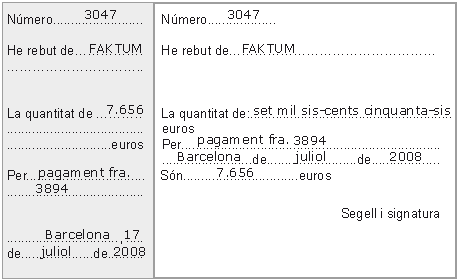 Número 3047
He rebut de FAKTUM
La quantitat de 7.656
euros
Per pagament fra.
3894
Barcelona , 17
de juliol de 2008
Número 3047
He rebut de FAKTUM
La quantitat de: set mil sis-cents cinquanta-sis
euros
Per pagament fra. 3894
Barcelona de juliol de 2008
Són 7.656 euros
Segell i signatura